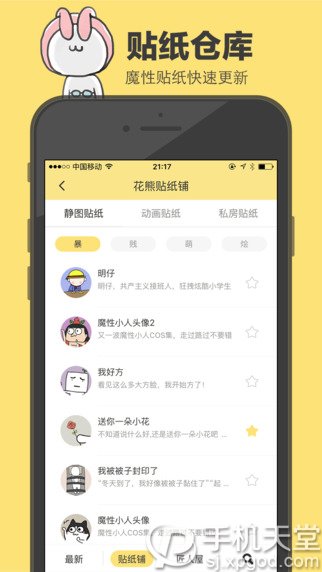 贴纸仓库
魔性贴纸快速更新
中国移动 21:17
花熊贴纸铺
静图贴纸 动画贴纸 私房贴纸
暴 贱 萌 烩
明仔
明仔，共产主义接班人，狂拽炫酷小学生
魔性小人头像2
又一波魔性小人COS集，走过路过不要错
我好方
看见这么多大方脸，我开始方了！
送你一朵小花
不知道说什么好,还是送你一朵小花吧 ...
我被被子封印了
“冬天到了，我好像被被子黏住了”“起 ...
魔性小人头像
魔性小人COS集，走
最新 贴纸铺 匠人屋
手机天堂
sj.xpgod.com